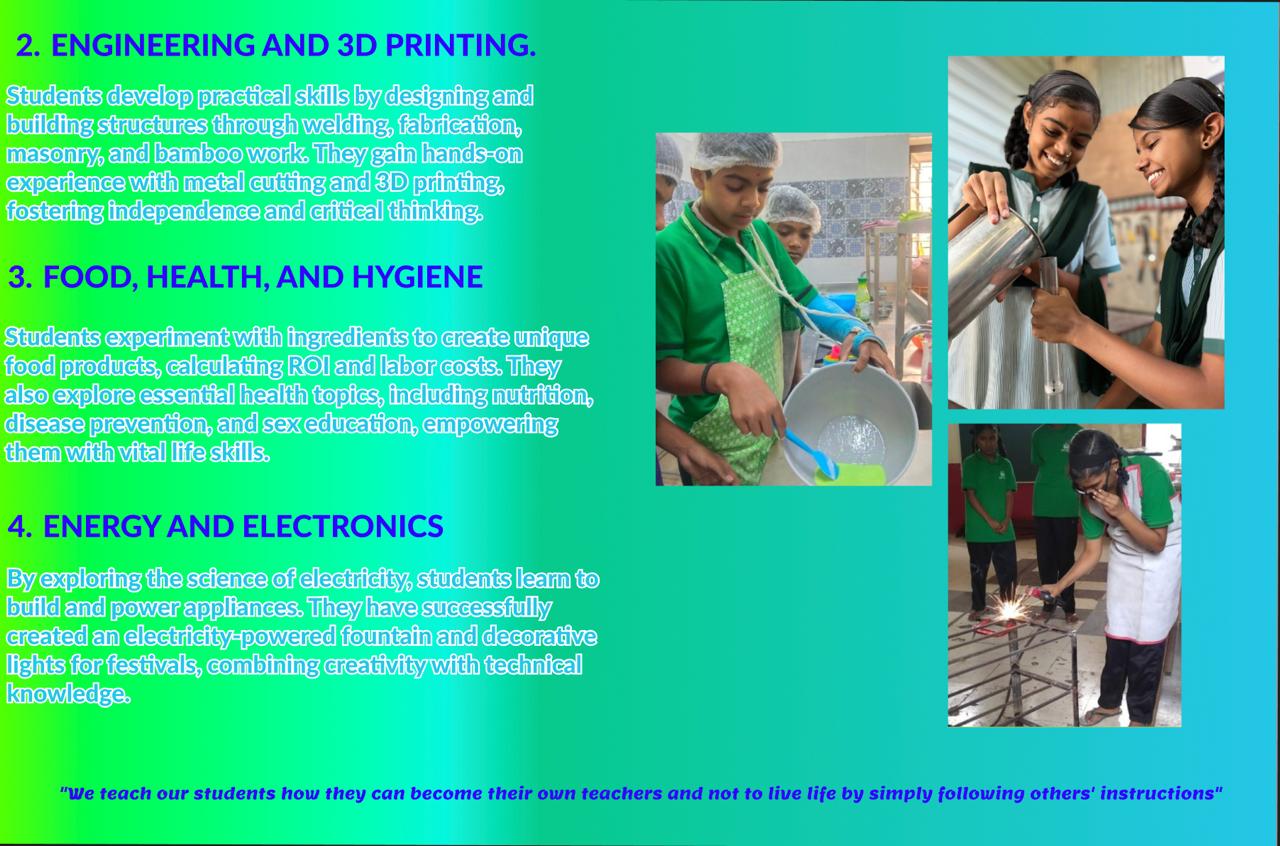 2. ENGINEERING AND 3D PRINTING.
Students develop practical skills by designing and
building structures through welding, fabrication,
masonry, and bamboo work. They gain hands-on
experience with metal cutting and 3D printing,
fostering independence and critical thinking.
3. FOOD, HEALTH, AND HYGIENE
Students experiment with ingredients to create unique
food products, calculating ROI and labor costs. They
also explore essential health topics, including nutrition,
disease prevention, and sex education, empowering
them with vital life skills.
4. ENERGY AND ELECTRONICS
By exploring the science of electricity, students learn to
build and power appliances. They have successfully
created an electricity-powered fountain and decorative
lights for festivals, combining creativity with technical
knowledge.
"We teach our students how they can become their own teachers and not to live life by simply following others' instructions"